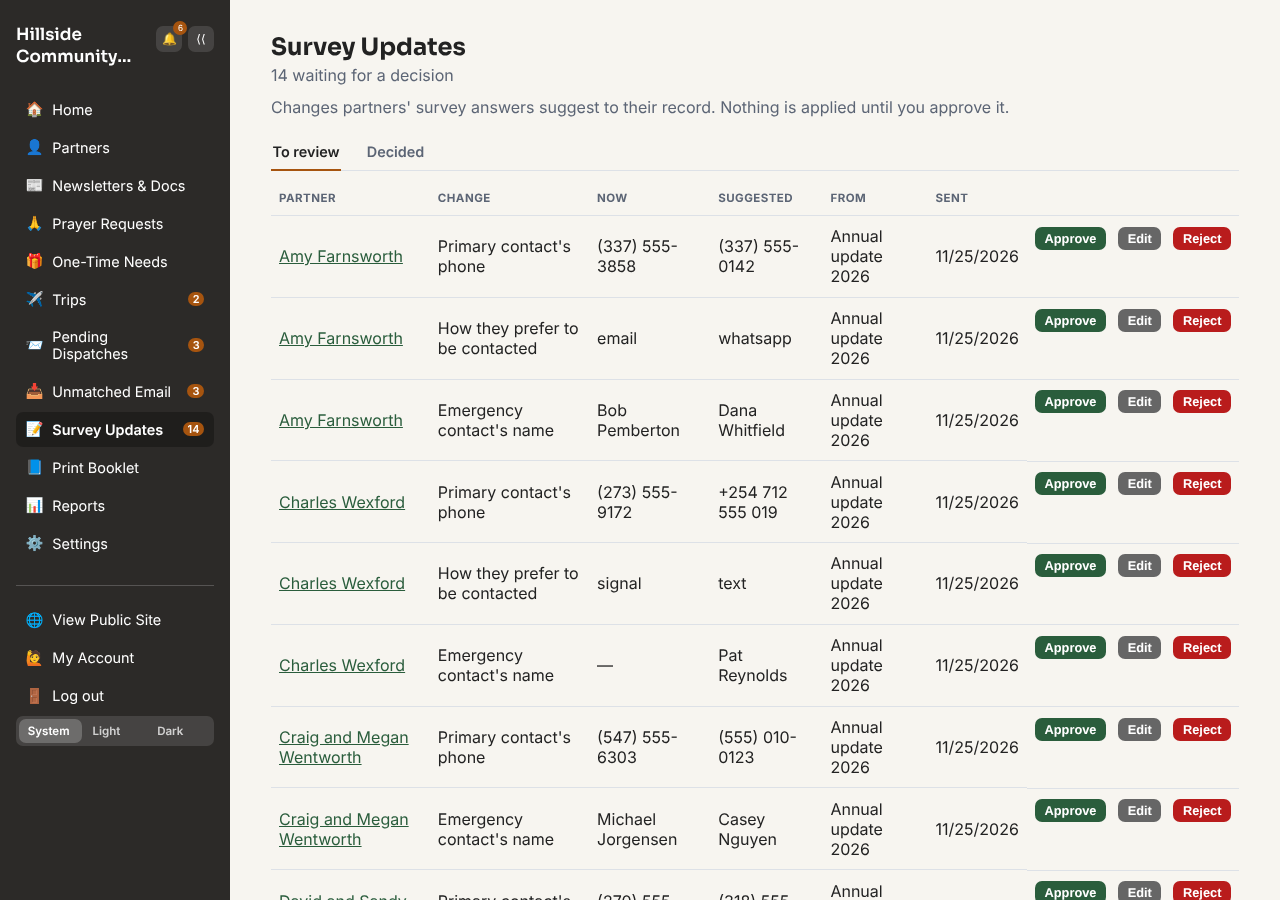 Hillside
Community...
6
⟨⟨
Home
Partners
Newsletters & Docs
Prayer Requests
One-Time Needs
Trips 2
Pending
Dispatches 3
Unmatched Email 3
Survey Updates 14
Print Booklet
Reports
Settings
View Public Site
My Account
Log out
System Light Dark
Survey Updates
14 waiting for a decision
Changes partners' survey answers suggest to their record. Nothing is applied until you approve it.
To review Decided
PARTNER CHANGE NOW SUGGESTED FROM SENT
Amy Farnsworth
Primary contact's
phone
(337) 555-
3858
(337) 555-
0142
Annual
update
2026
11/25/2026
Approve Edit Reject
Amy Farnsworth
How they prefer to
be contacted
email
whatsapp
Annual
update
2026
11/25/2026
Approve Edit Reject
Amy Farnsworth
Emergency
contact's name
Bob
Pemberton
Dana
Whitfield
Annual
update
2026
11/25/2026
Approve Edit Reject
Charles Wexford
Primary contact's
phone
(273) 555-
9172
+254 712
555 019
Annual
update
2026
11/25/2026
Approve Edit Reject
Charles Wexford
How they prefer to
be contacted
signal
text
Annual
update
2026
11/25/2026
Approve Edit Reject
Charles Wexford
Emergency
contact's name
—
Pat
Reynolds
Annual
update
2026
11/25/2026
Approve Edit Reject
Craig and Megan
Wentworth
Primary contact's
phone
(547) 555-
6303
(555) 010-
0123
Annual
update
2026
11/25/2026
Approve Edit Reject
Craig and Megan
Wentworth
Emergency
contact's name
Michael
Jorgensen
Casey
Nguyen
Annual
update
2026
11/25/2026
Approve Edit Reject
Annual
Approve Edit Reject